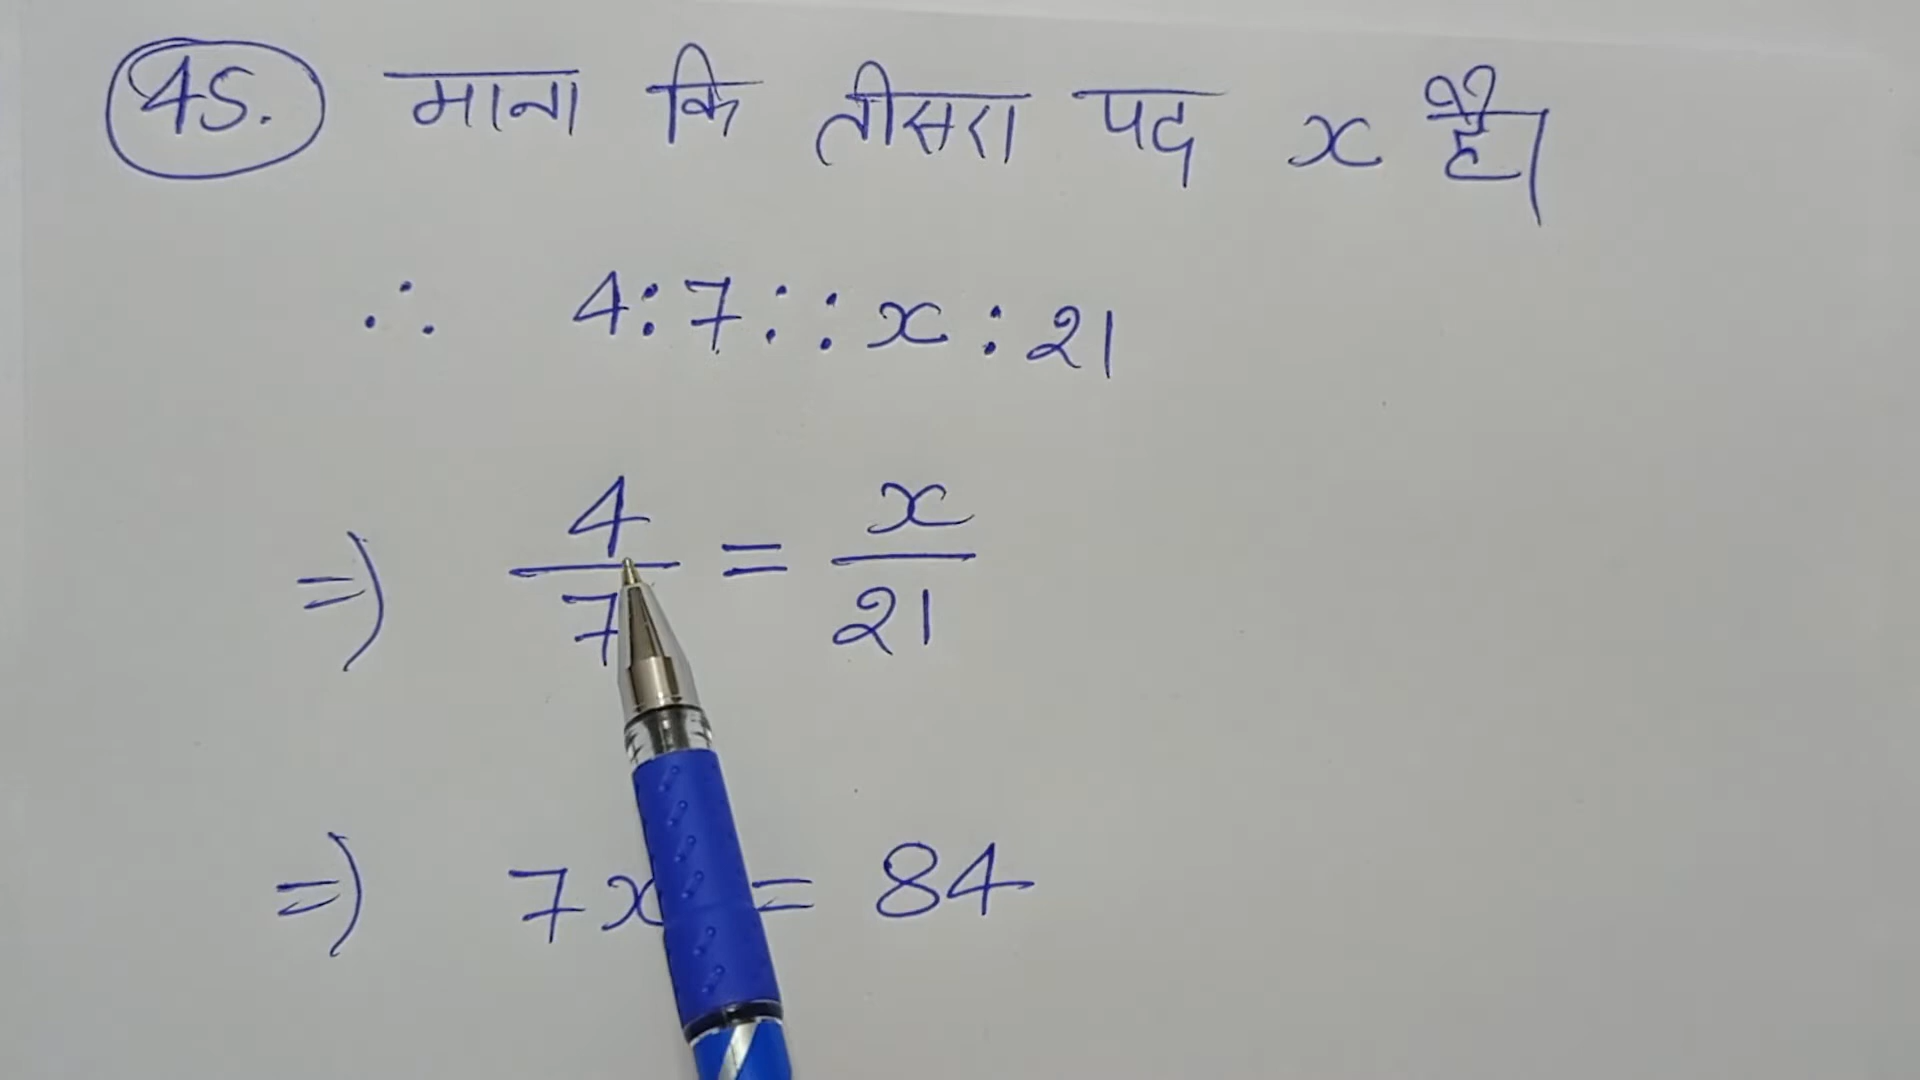 45. माना कि तीसरा पद x है।
∴ 4:7::x:21
⇒ 4/7 = x/21
⇒ 7x = 84